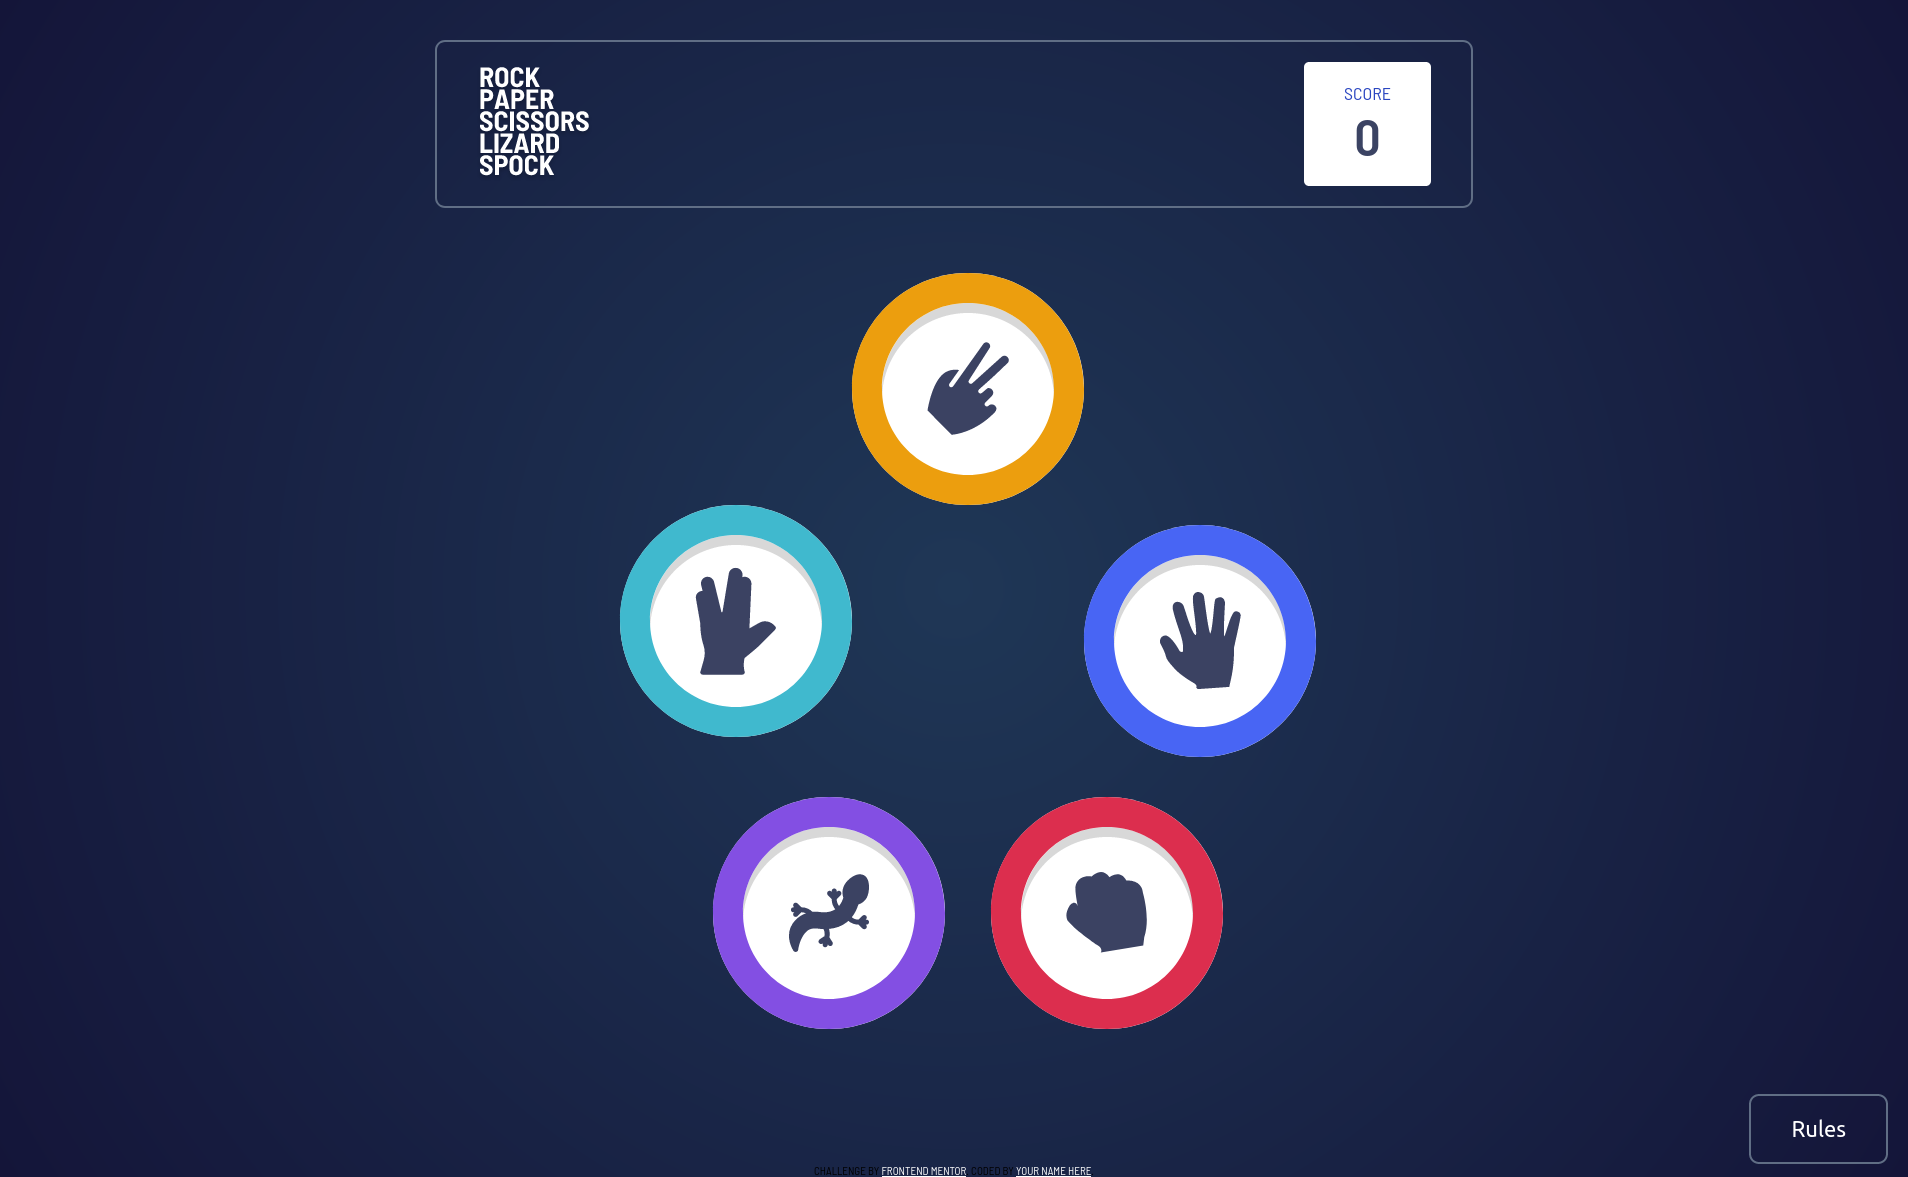 ROCK
PAPER
SCISSORS
LIZARD
SPOCK
SCORE
0
Rules
CHALLENGE BY FRONTEND MENTOR. CODED BY YOUR NAME HERE.